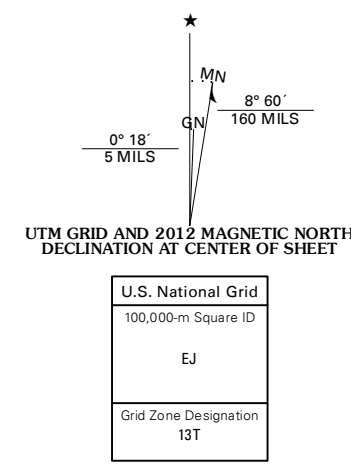 ★
MN
GN
8° 60´
160 MILS
0° 18´
5 MILS
UTM GRID AND 2012 MAGNETIC NORTH
DECLINATION AT CENTER OF SHEET
U.S. National Grid
100,000-m Square ID
EJ
Grid Zone Designation
13T